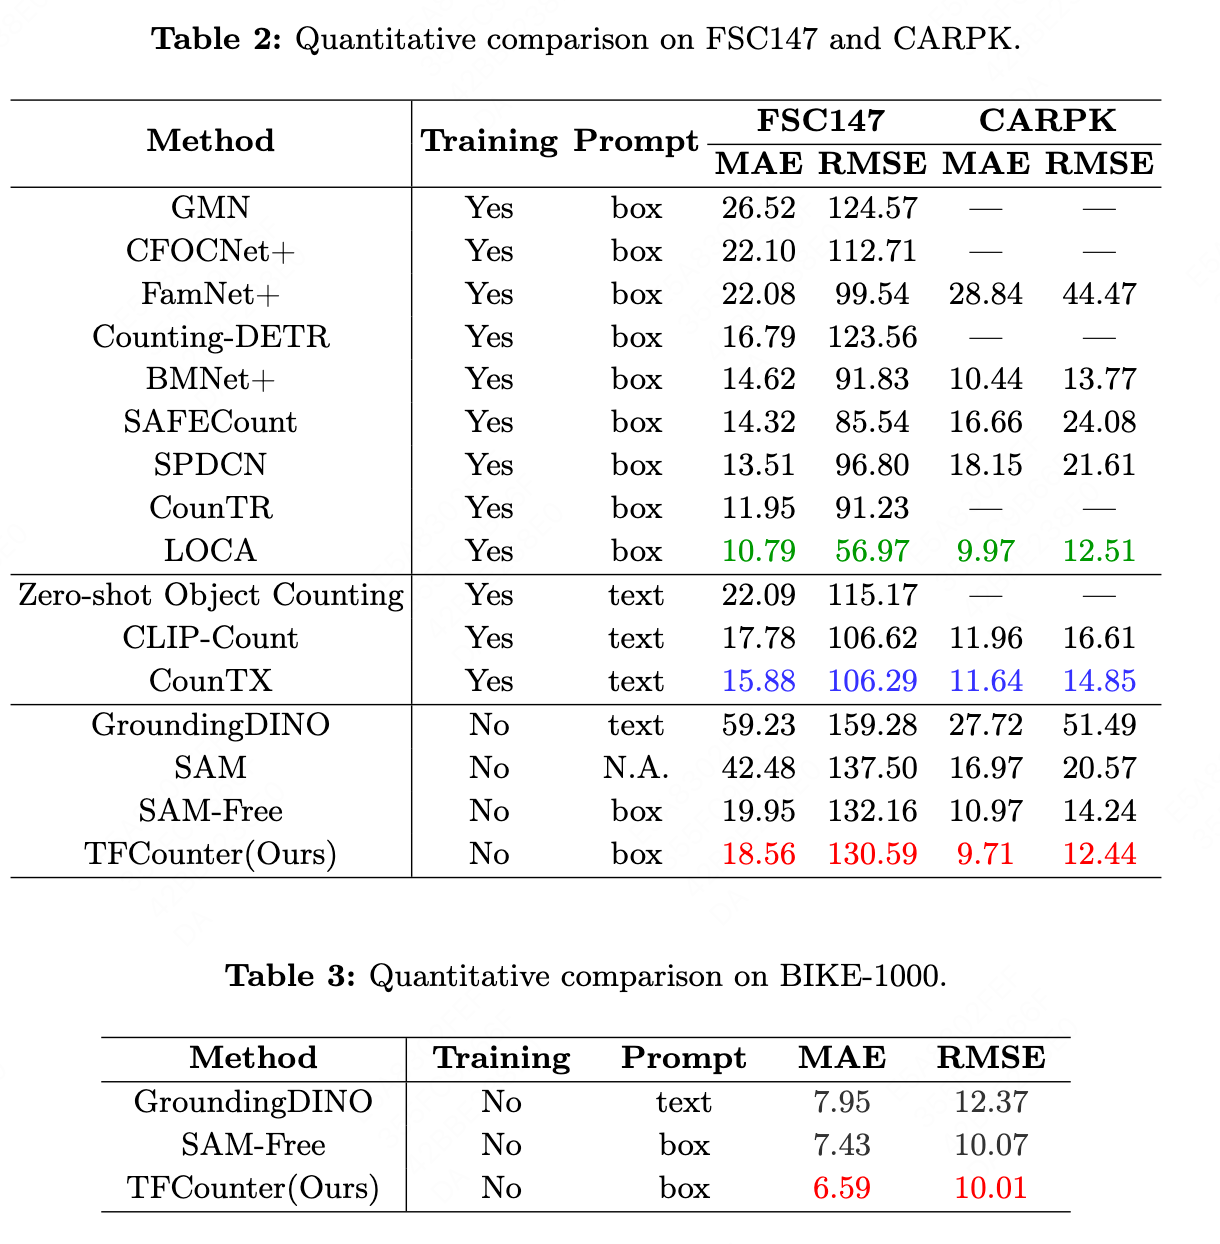 Table 2: Quantitative comparison on FSC147 and CARPK.
Method Training Prompt FSC147 CARPK
MAE RMSE MAE RMSE
GMN Yes box 26.52 124.57 — —
CFOCNet+ Yes box 22.10 112.71 — —
FamNet+ Yes box 22.08 99.54 28.84 44.47
Counting-DETR Yes box 16.79 123.56 — —
BMNet+ Yes box 14.62 91.83 10.44 13.77
SAFECount Yes box 14.32 85.54 16.66 24.08
SPDCN Yes box 13.51 96.80 18.15 21.61
CounTR Yes box 11.95 91.23 — —
LOCA Yes box 10.79 56.97 9.97 12.51
Zero-shot Object Counting Yes text 22.09 115.17 — —
CLIP-Count Yes text 17.78 106.62 11.96 16.61
CounTX Yes text 15.88 106.29 11.64 14.85
GroundingDINO No text 59.23 159.28 27.72 51.49
SAM No N.A. 42.48 137.50 16.97 20.57
SAM-Free No box 19.95 132.16 10.97 14.24
TFCounter(Ours) No box 18.56 130.59 9.71 12.44
Table 3: Quantitative comparison on BIKE-1000.
Method Training Prompt MAE RMSE
GroundingDINO No text 7.95 12.37
SAM-Free No box 7.43 10.07
TFCounter(Ours) No box 6.59 10.01